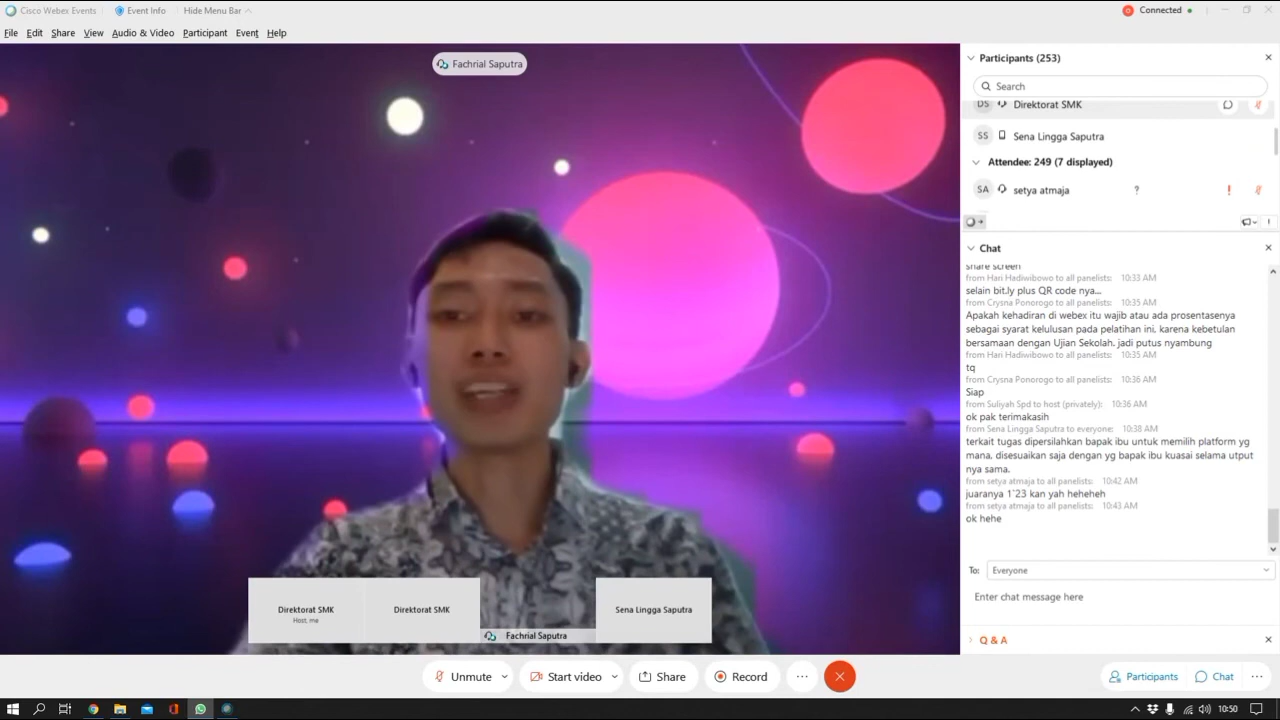 Cisco Webex Events
Event Info
Hide Menu Bar
Connected
File Edit Share View Audio & Video Participant Event Help
Fachrial Saputra
Participants (253)
Search
DS Direktorat SMK
SS Sena Lingga Saputra
Attendee: 249 (7 displayed)
SA setya atmaja ? !
Chat
share screen
from Hari Hadiwibowo to all panelists: 10:33 AM
selain bit.ly plus QR code nya...
from Crysna Ponorogo to all panelists: 10:35 AM
Apakah kehadiran di webex itu wajib atau ada prosentasenya
sebagai syarat kelulusan pada pelatihan ini, karena kebetulan
bersamaan dengan Ujian Sekolah. jadi putus nyambung
from Hari Hadiwibowo to all panelists: 10:35 AM
tq
from Crysna Ponorogo to all panelists: 10:36 AM
Siap
from Suliyah Spd to host (privately): 10:36 AM
ok pak terimakasih
from Sena Lingga Saputra to everyone: 10:38 AM
terkait tugas dipersilahkan bapak ibu untuk memilih platform yg
mana, disesuaikan saja dengan yg bapak ibu kuasai selama utput
nya sama.
from setya atmaja to all panelists: 10:42 AM
juaranya 1`23 kan yah heheheh
from setya atmaja to all panelists: 10:43 AM
ok hehe
To: Everyone
Enter chat message here
Q & A
Direktorat SMK
Host, me
Direktorat SMK
Fachrial Saputra
Sena Lingga Saputra
Unmute
Start video
Share
Record
Participants
Chat
10:50